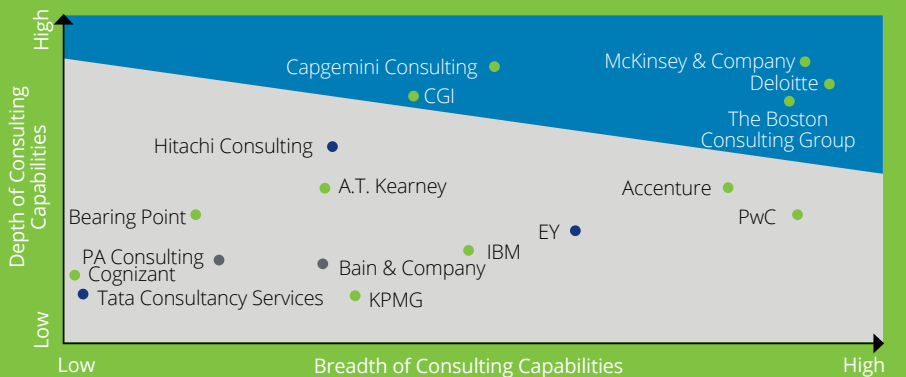 High
Depth of Consulting
Capabilities
Low
Capgemini Consulting
McKinsey & Company
Deloitte
CGI
The Boston
Consulting Group
Hitachi Consulting
A.T. Kearney
Accenture
Bearing Point
PwC
EY
IBM
PA Consulting
Bain & Company
Cognizant
Tata Consultancy Services
KPMG
Low
Breadth of Consulting Capabilities
High